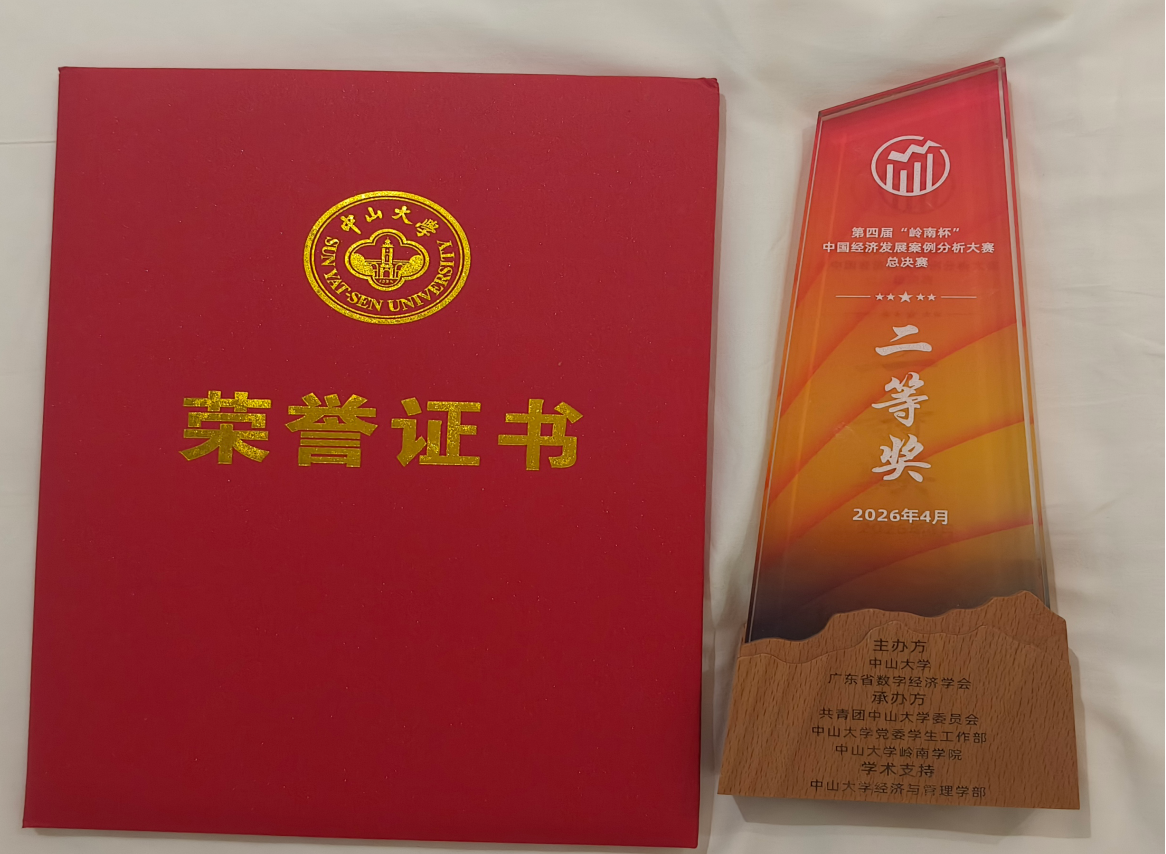 中山大學
SUN YAT-SEN UNIVERSITY
1924
荣誉证书
第四届“岭南杯”
中国经济发展案例分析大赛
总决赛
二
等
奖
2026年4月
主办方
中山大学
广东省数字经济学会
承办方
共青团中山大学委员会
中山大学党委学生工作部
中山大学岭南学院
学术支持
中山大学经济与管理学部